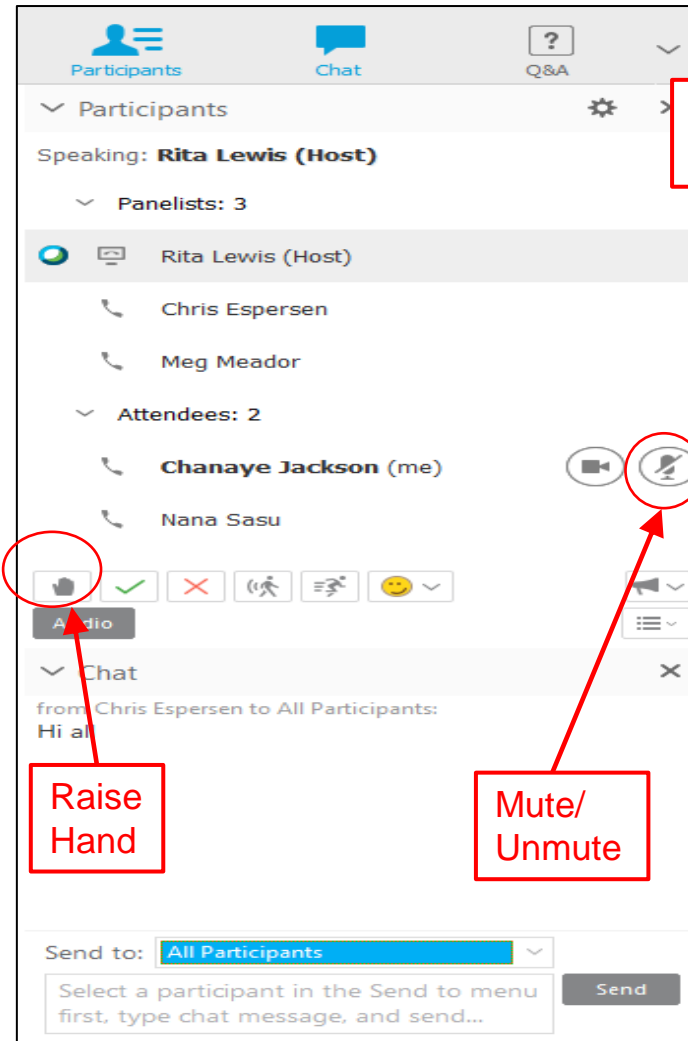 Participants Chat Q&A
Participants
Speaking: Rita Lewis (Host)
Panelists: 3
Rita Lewis (Host)
Chris Espersen
Meg Meador
Attendees: 2
Chanaye Jackson (me)
Nana Sasu
Audio
Chat
from Chris Espersen to All Participants:
Hi all
Raise
Hand
Mute/
Unmute
Send to: All Participants
Select a participant in the Send to menu
first, type chat message, and send...
Send